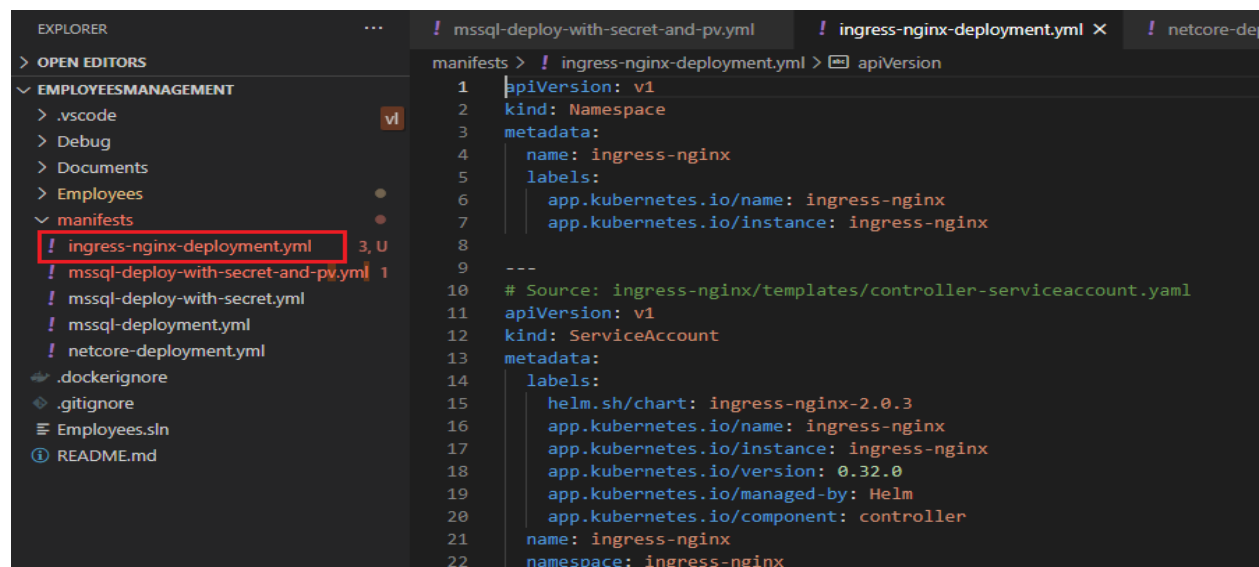 EXPLORER ...
! mssql-deploy-with-secret-and-pv.yml ! ingress-nginx-deployment.yml × ! netcore-de
> OPEN EDITORS
manifests > ! ingress-nginx-deployment.yml > abc apiVersion
EMPLOYEESMANAGEMENT
> .vscode
vl
> Debug
> Documents
> Employees
manifests
! ingress-nginx-deployment.yml 3, U
! mssql-deploy-with-secret-and-pv.yml 1
! mssql-deploy-with-secret.yml
! mssql-deployment.yml
! netcore-deployment.yml
.dockerignore
.gitignore
Employees.sln
README.md
1 apiVersion: v1
2 kind: Namespace
3 metadata:
4 name: ingress-nginx
5 labels:
6 app.kubernetes.io/name: ingress-nginx
7 app.kubernetes.io/instance: ingress-nginx
8
9 ---
10 # Source: ingress-nginx/templates/controller-serviceaccount.yaml
11 apiVersion: v1
12 kind: ServiceAccount
13 metadata:
14 labels:
15 helm.sh/chart: ingress-nginx-2.0.3
16 app.kubernetes.io/name: ingress-nginx
17 app.kubernetes.io/instance: ingress-nginx
18 app.kubernetes.io/version: 0.32.0
19 app.kubernetes.io/managed-by: Helm
20 app.kubernetes.io/component: controller
21 name: ingress-nginx
22 namespace: ingress-nginx